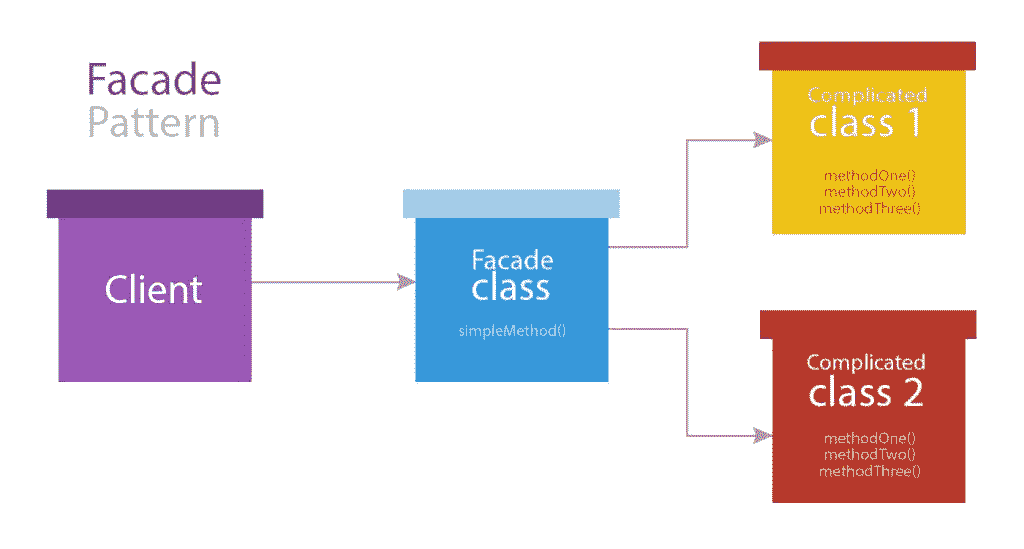 Facade
Pattern
Client
Facade
class
simpleMethod()
Complicated
class 1
methodOne()
methodTwo()
methodThree()
Complicated
class 2
methodOne()
methodTwo()
methodThree()